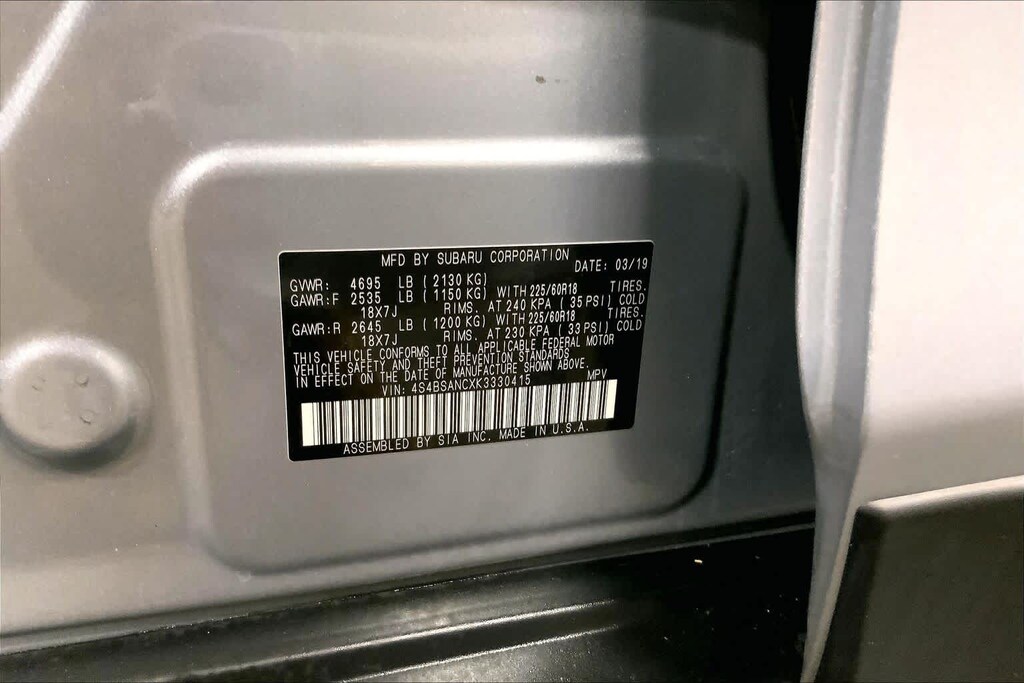 MFD BY SUBARU CORPORATION
DATE: 03/19
GVWR: 4695 LB ( 2130 KG)
GAWR:F 2535 LB ( 1150 KG) WITH 225/60R18 TIRES.
18X7J RIMS. AT 240 KPA ( 35 PSI) COLD
GAWR:R 2645 LB ( 1200 KG) WITH 225/60R18 TIRES.
18X7J RIMS. AT 230 KPA ( 33 PSI) COLD
THIS VEHICLE CONFORMS TO ALL APPLICABLE FEDERAL MOTOR
VEHICLE SAFETY AND THEFT PREVENTION STANDARDS
IN EFFECT ON THE DATE OF MANUFACTURE SHOWN ABOVE.
VIN: 4S4BSANCXK3330415 MPV
ASSEMBLED BY SIA INC. MADE IN U.S.A.